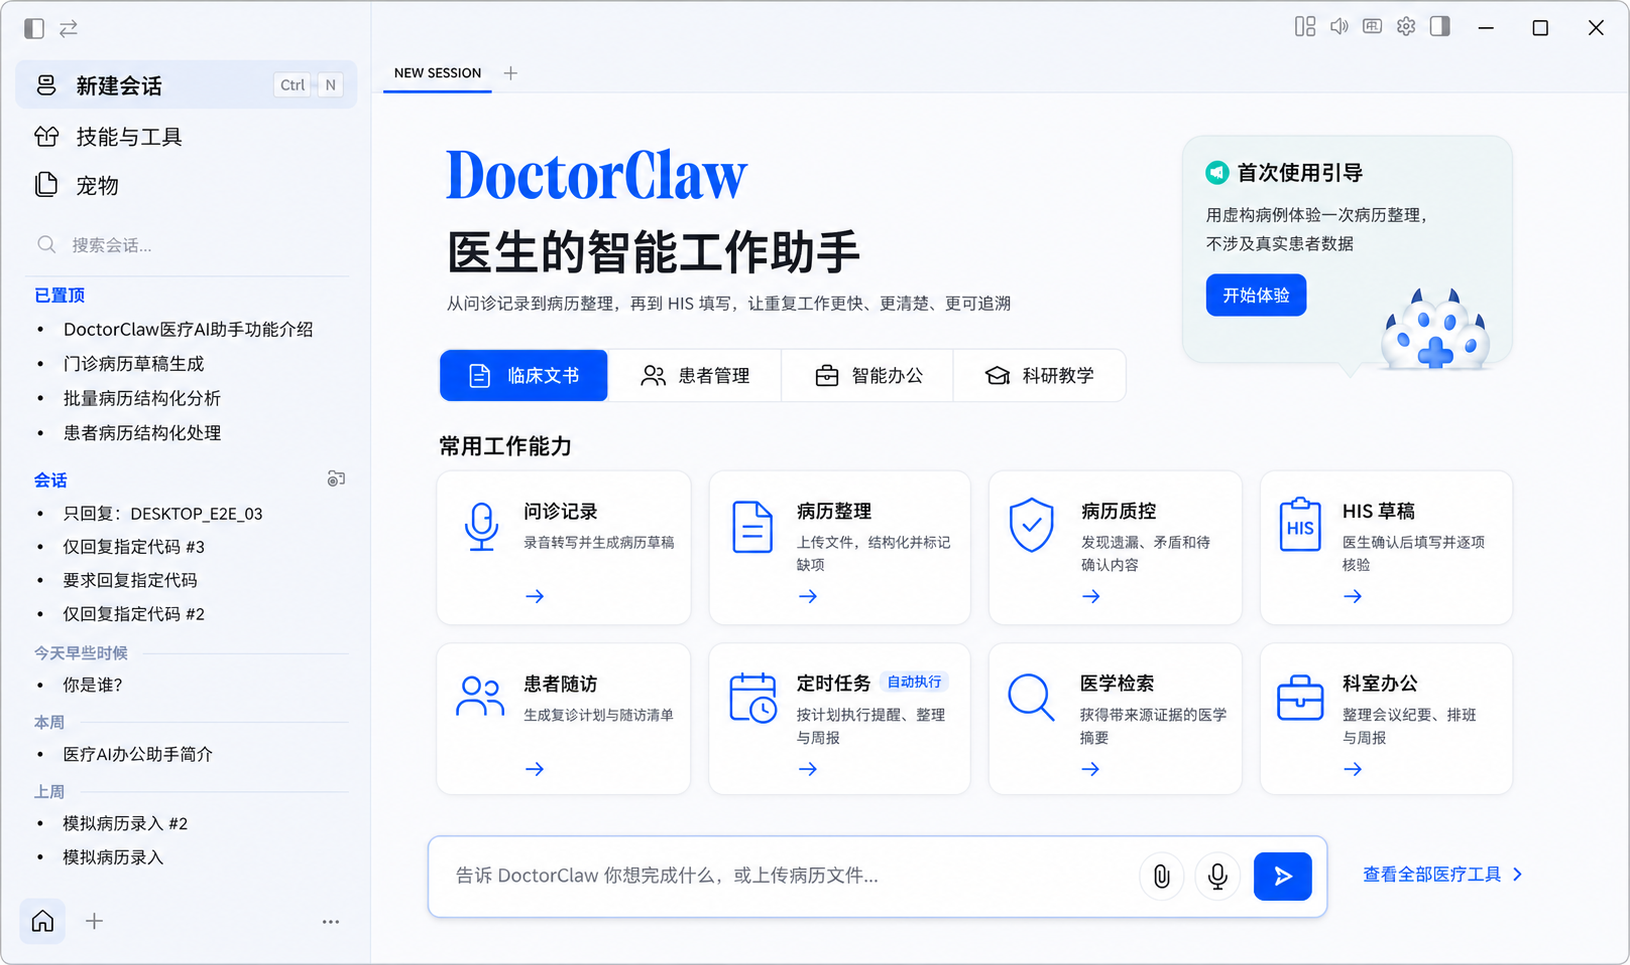 新建会话 Ctrl N
技能与工具
宠物
搜索会话...
已置顶
• DoctorClaw医疗AI助手功能介绍
• 门诊病历草稿生成
• 批量病历结构化分析
• 患者病历结构化处理
会话
• 只回复：DESKTOP_E2E_03
• 仅回复指定代码 #3
• 要求回复指定代码
• 仅回复指定代码 #2
今天早些时候
• 你是谁？
本周
• 医疗AI办公助手简介
上周
• 模拟病历录入 #2
• 模拟病历录入
NEW SESSION
DoctorClaw
医生的智能工作助手
从问诊记录到病历整理，再到 HIS 填写，让重复工作更快、更清楚、更可追溯
首次使用引导
用虚构病例体验一次病历整理，
不涉及真实患者数据
开始体验
临床文书 患者管理 智能办公 科研教学
常用工作能力
问诊记录
录音转写并生成病历草稿
病历整理
上传文件，结构化并标记
缺项
病历质控
发现遗漏、矛盾和待
确认内容
HIS
HIS 草稿
医生确认后填写并逐项
核验
患者随访
生成复诊计划与随访清单
定时任务 自动执行
按计划执行提醒、整理
与周报
医学检索
获得带来源证据的医学
摘要
科室办公
整理会议纪要、排班
与周报
告诉 DoctorClaw 你想完成什么，或上传病历文件...
查看全部医疗工具